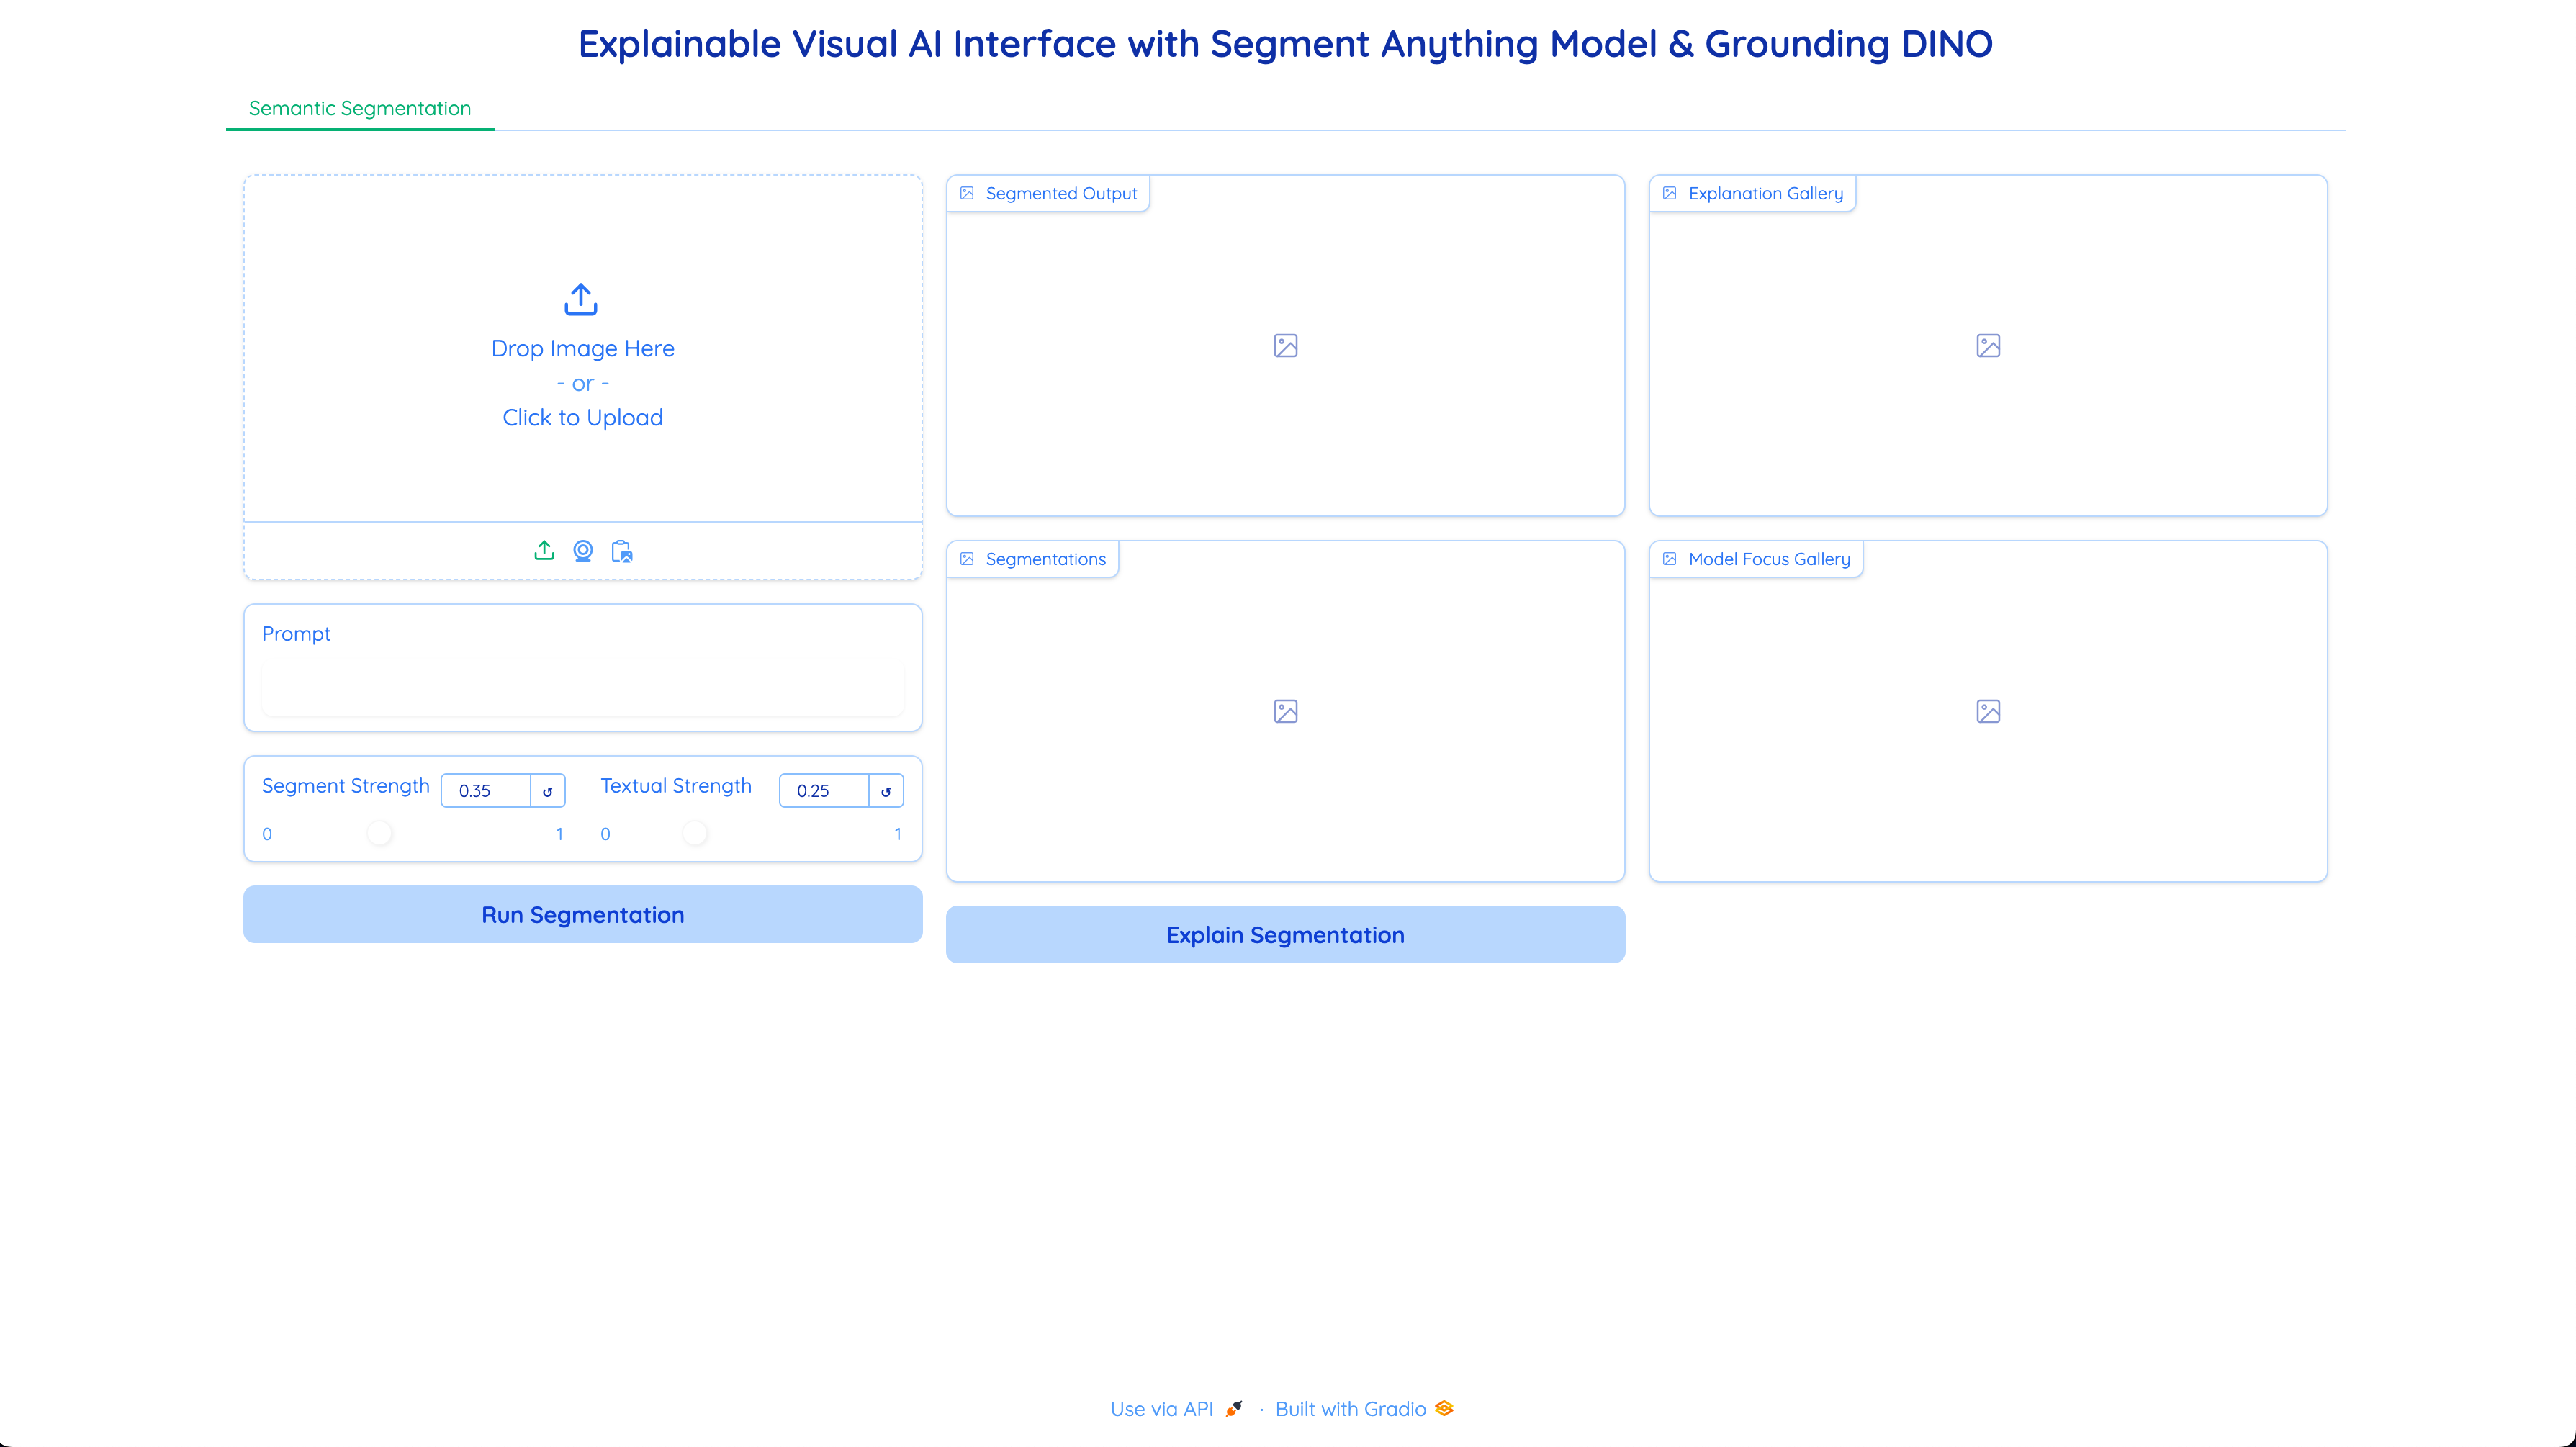 Explainable Visual AI Interface with Segment Anything Model & Grounding DINO
Semantic Segmentation
Drop Image Here
- or -
Click to Upload
Prompt
Segment Strength 0.35 ↺
0 1
Textual Strength 0.25 ↺
0 1
Run Segmentation
Segmented Output
Segmentations
Explain Segmentation
Explanation Gallery
Model Focus Gallery
Use via API · Built with Gradio